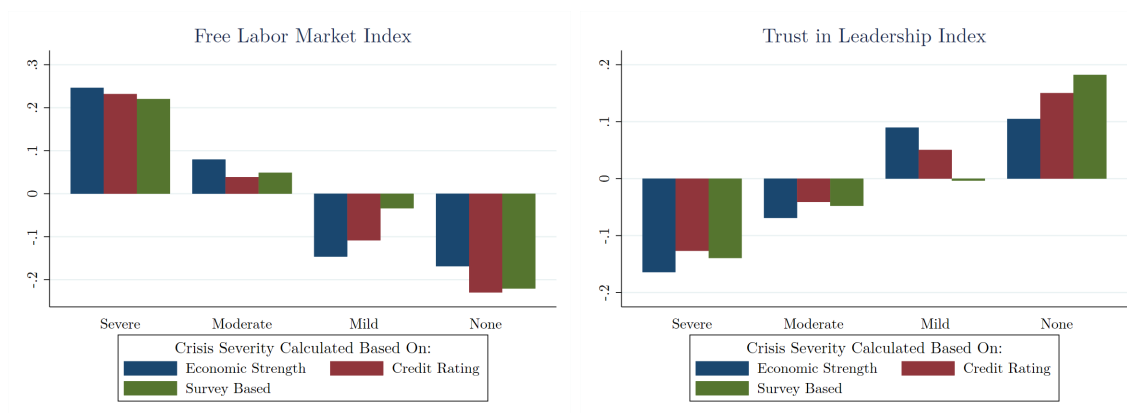 Free Labor Market Index
.3
.2
.1
0
-.1
-.2
Severe Moderate Mild None
Crisis Severity Calculated Based On:
Economic Strength Credit Rating
Survey Based
Trust in Leadership Index
.2
.1
0
-.1
-.2
Severe Moderate Mild None
Crisis Severity Calculated Based On:
Economic Strength Credit Rating
Survey Based